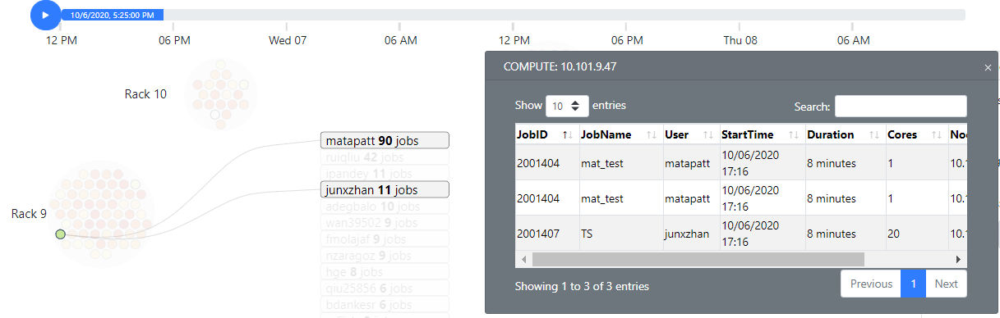 10/6/2020, 5:25:00 PM
12 PM 06 PM Wed 07 06 AM 12 PM 06 PM Thu 08 06 AM
Rack 10
Rack 9
matapatt 90 jobs
ruiqliu 42 jobs
ipandey 11 jobs
junxzhan 11 jobs
adegbalo 10 jobs
wan39502 9 jobs
fmolajaf 9 jobs
nzaragoz 9 jobs
hge 8 jobs
qiu25856 6 jobs
bdankesr 6 jobs
COMPUTE: 10.101.9.47 ×
Show 10 entries Search:
JobID JobName User StartTime Duration Cores No
2001404 mat_test matapatt 10/06/2020 17:16 8 minutes 1 10.1
2001404 mat_test matapatt 10/06/2020 17:16 8 minutes 1 10.1
2001407 TS junxzhan 10/06/2020 17:16 8 minutes 20 10.1
Showing 1 to 3 of 3 entries Previous 1 Next